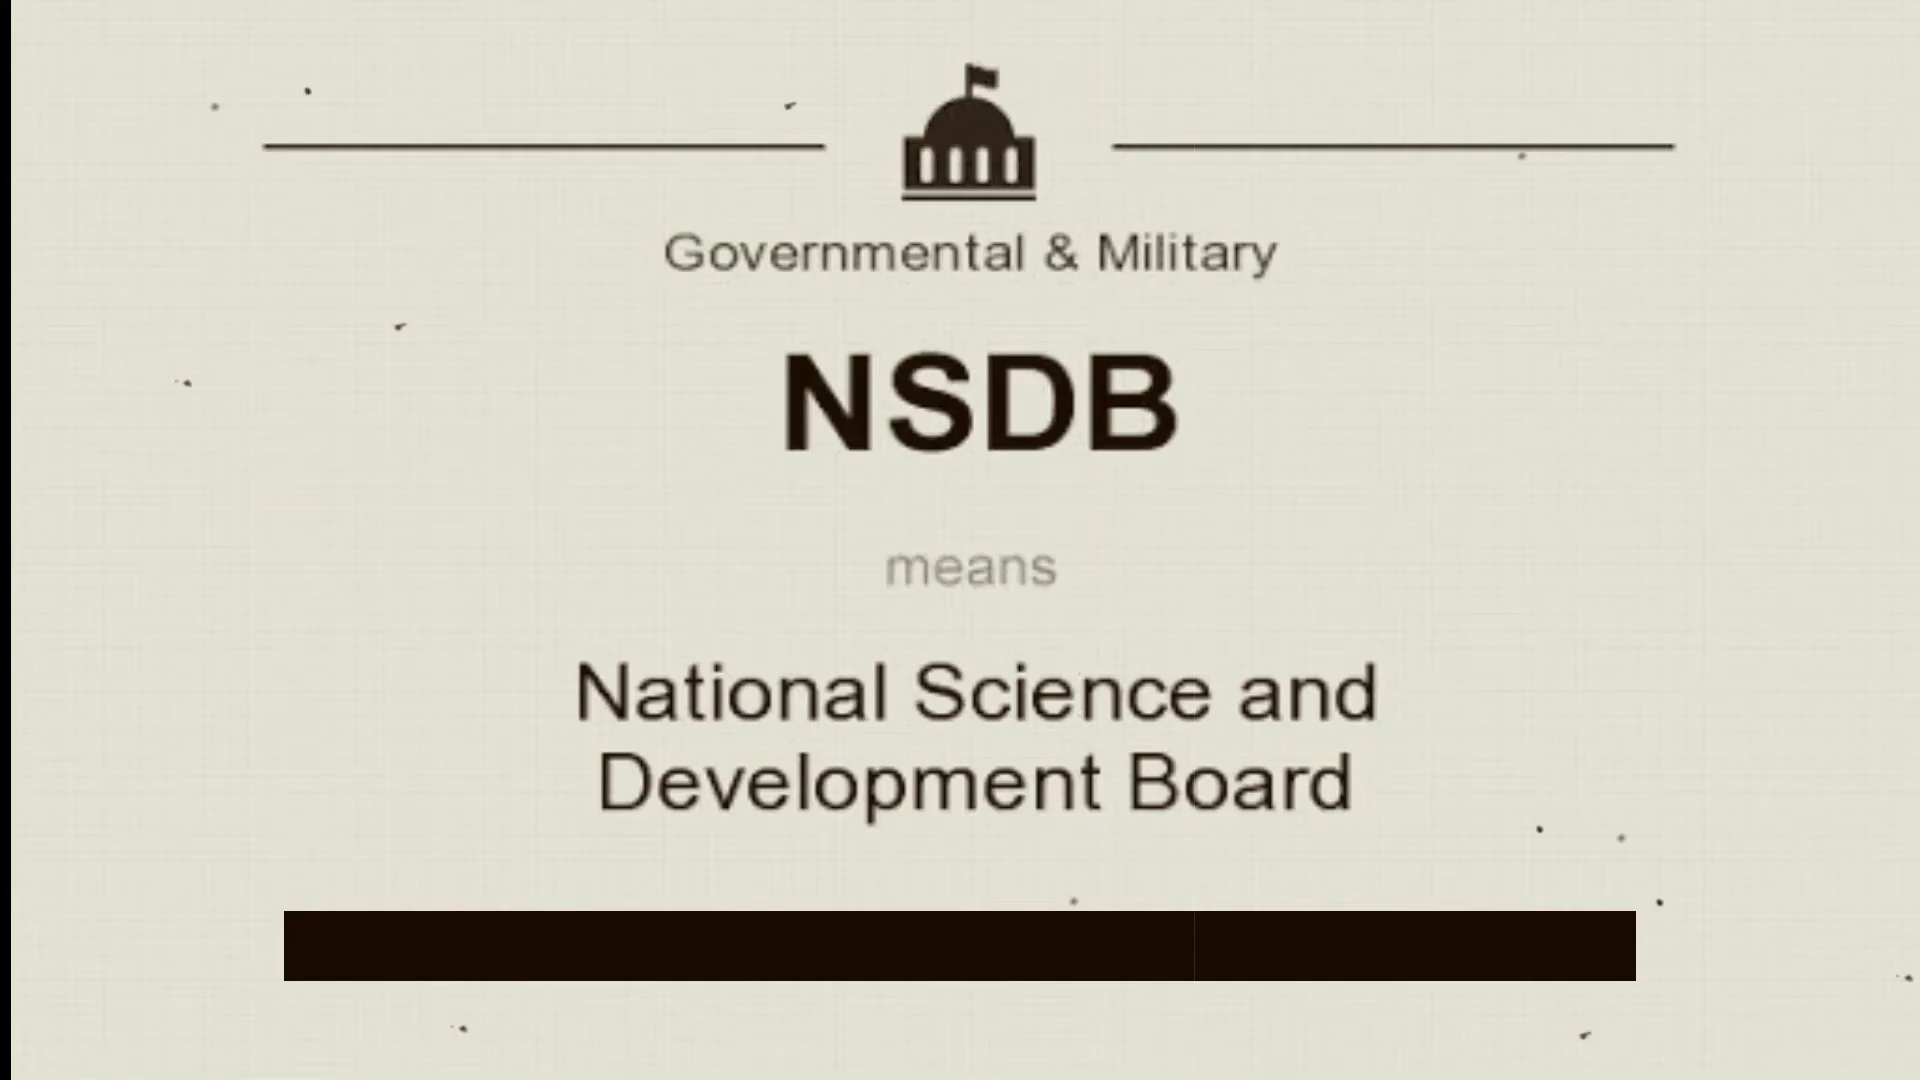 Governmental & Military
NSDB
means
National Science and
Development Board